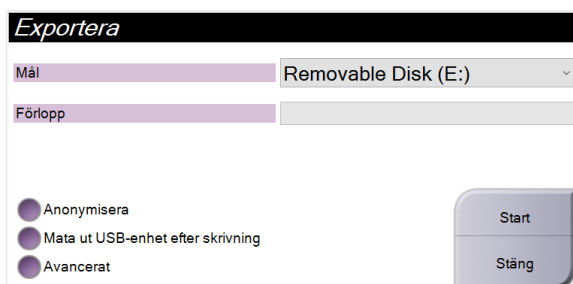 Exportera
Mål
Removable Disk (E:)
Förlopp
Anonymisera
Mata ut USB-enhet efter skrivning
Avancerat
Start
Stäng